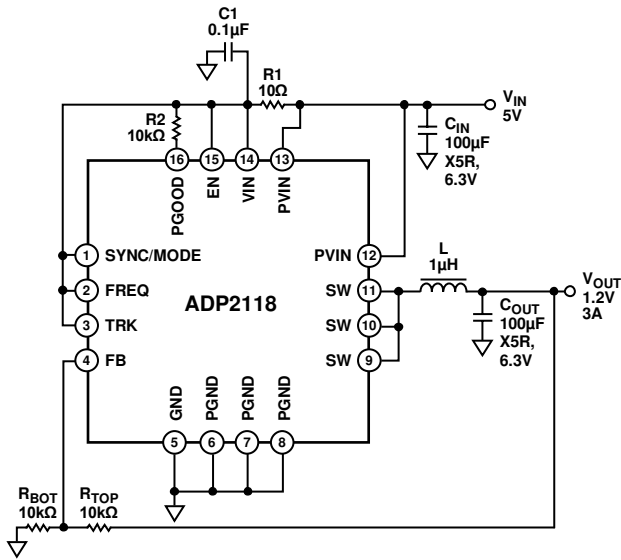 C1
0.1µF
R1
10Ω
VIN
5V
R2
10kΩ
CIN
100µF
X5R,
6.3V
16
15
14
13
PGOOD
EN
VIN
PVIN
1
SYNC/MODE
2
FREQ
3
TRK
4
FB
ADP2118
PVIN
12
SW
11
SW
10
SW
9
L
1µH
VOUT
1.2V
3A
COUT
100µF
X5R,
6.3V
GND
PGND
PGND
PGND
5
6
7
8
RBOT
10kΩ
RTOP
10kΩ